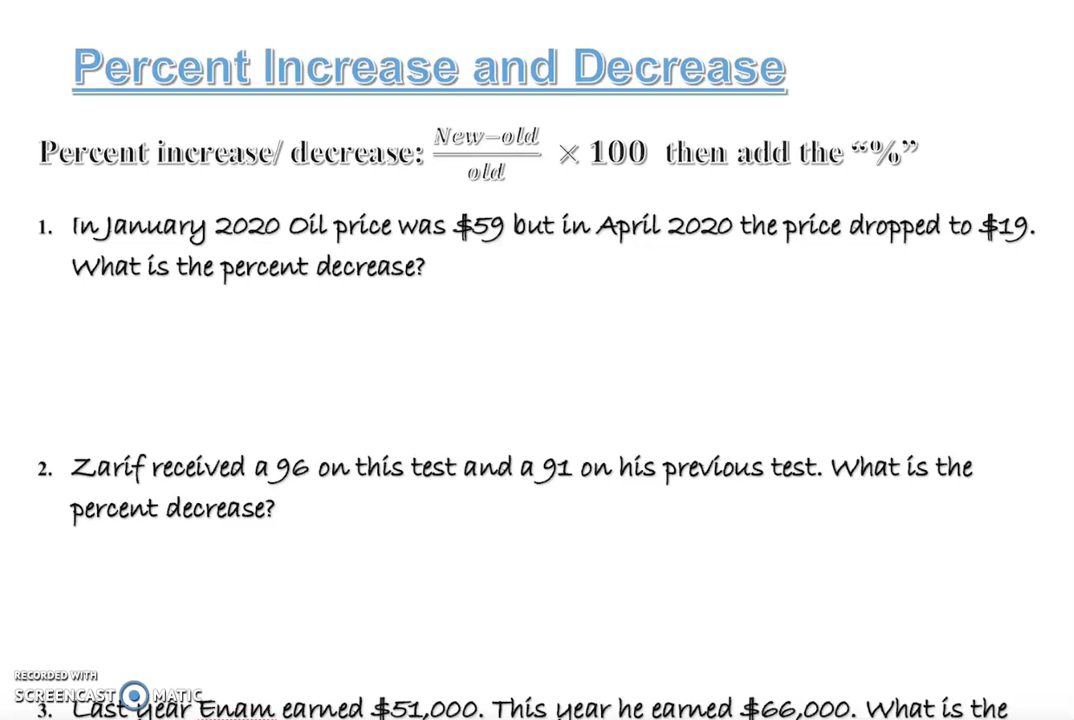 Percent Increase and Decrease
Percent increase/ decrease: \frac{New-old}{old} × 100 then add the “%”
1. In January 2020 Oil price was $59 but in April 2020 the price dropped to $19.
What is the percent decrease?
2. Zarif received a 96 on this test and a 91 on his previous test. What is the
percent decrease?
RECORDED WITH
SCREENCAST MATIC
3. Last year Enam earned $51,000. This year he earned $66,000. What is the